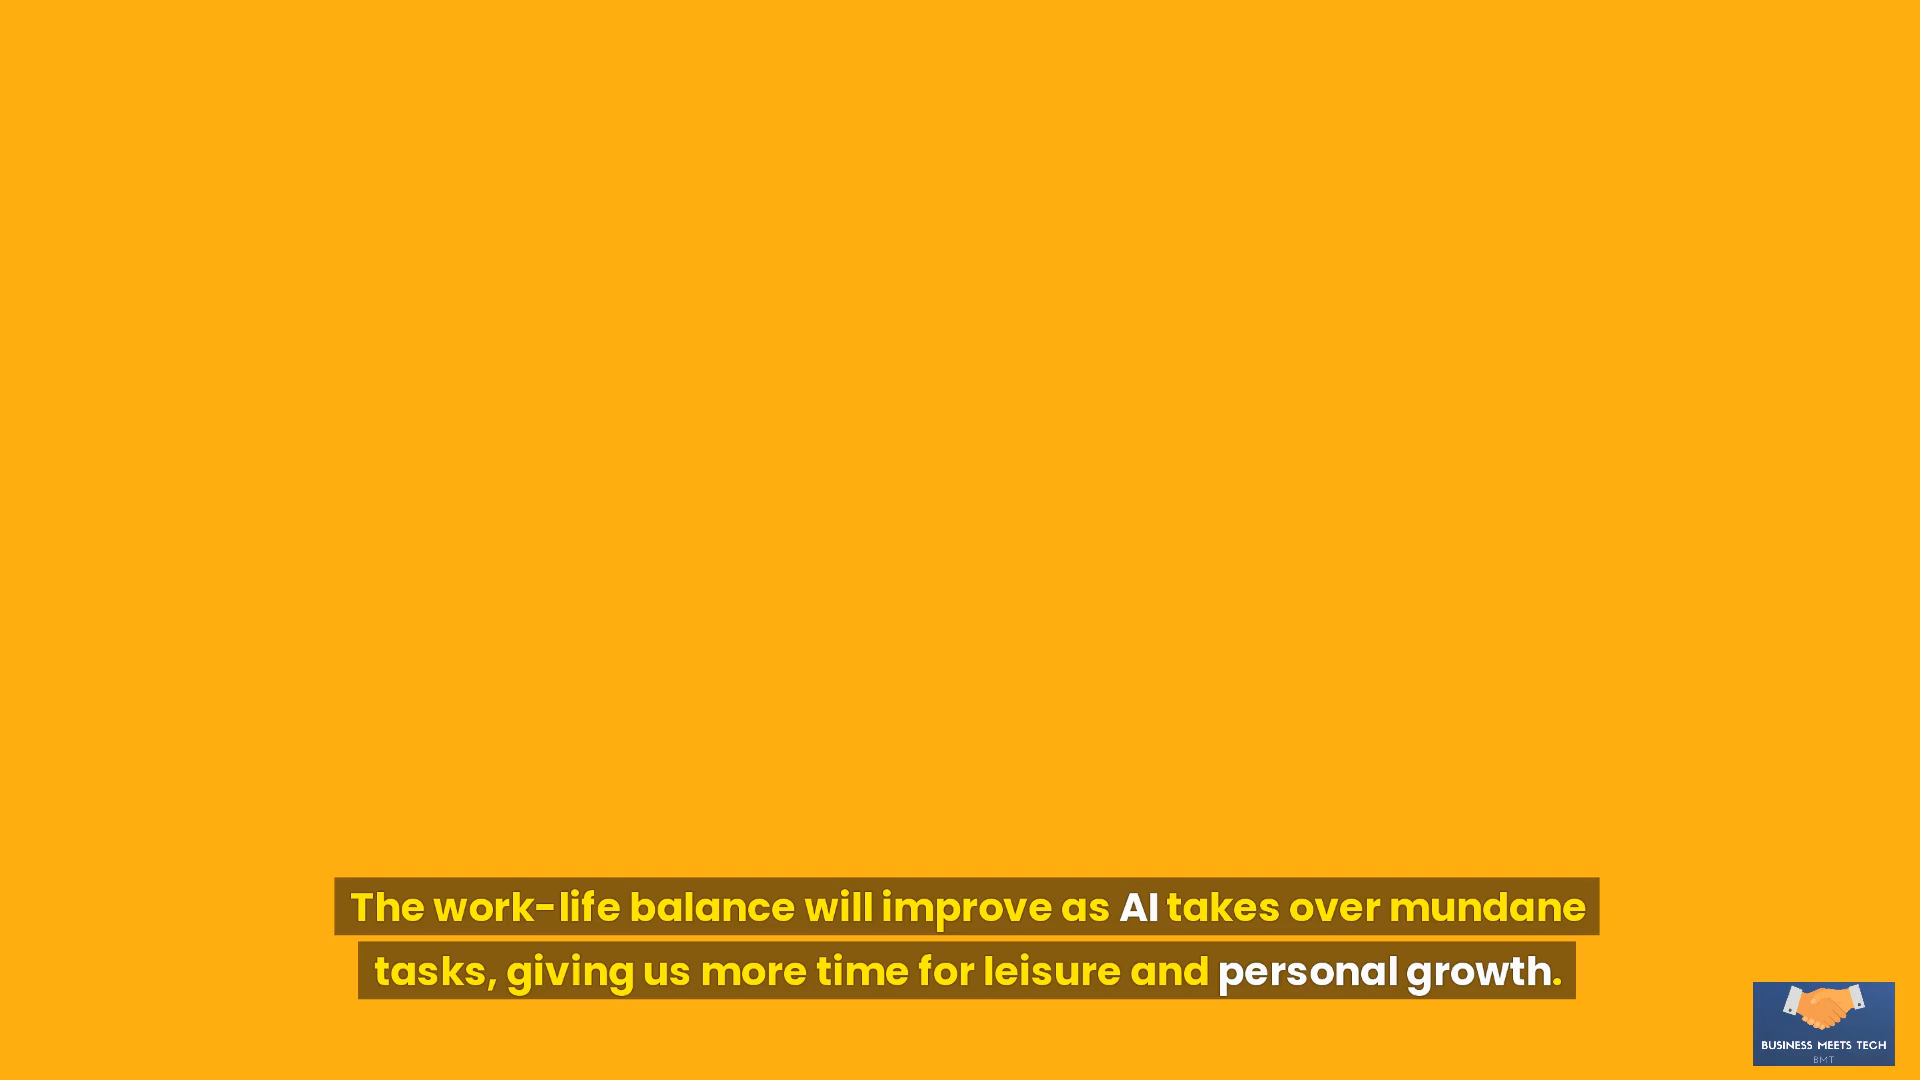 The work-life balance will improve as AI takes over mundane
tasks, giving us more time for leisure and personal growth.
BUSINESS MEETS TECH
BMT